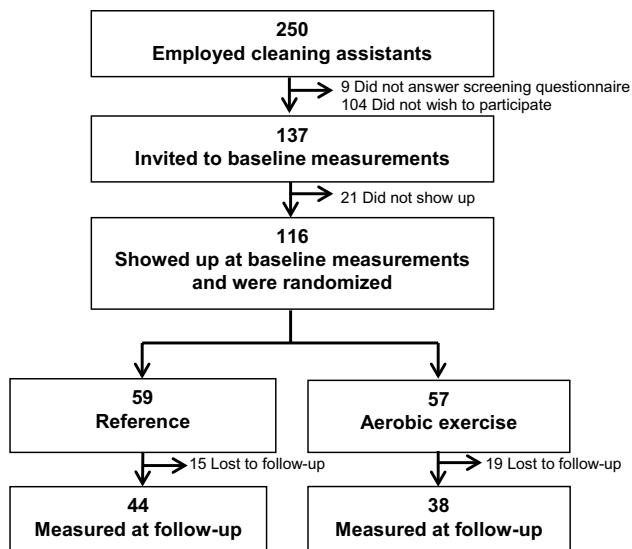 250
Employed cleaning assistants
9 Did not answer screening questionnaire
104 Did not wish to participate
137
Invited to baseline measurements
21 Did not show up
116
Showed up at baseline measurements
and were randomized
59
Reference
57
Aerobic exercise
15 Lost to follow-up
19 Lost to follow-up
44
Measured at follow-up
38
Measured at follow-up